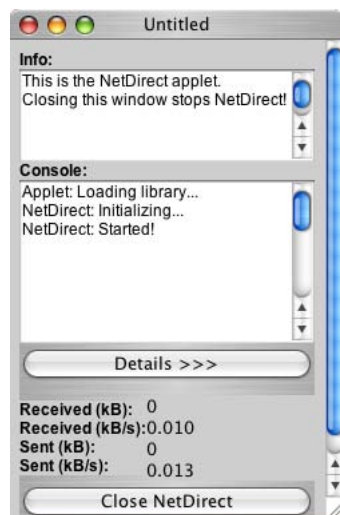 Untitled
Info:
This is the NetDirect applet.
Closing this window stops NetDirect!
Console:
Applet: Loading library...
NetDirect: Initializing...
NetDirect: Started!
Details >>>
Received (kB): 0
Received (kB/s): 0.010
Sent (kB): 0
Sent (kB/s): 0.013
Close NetDirect